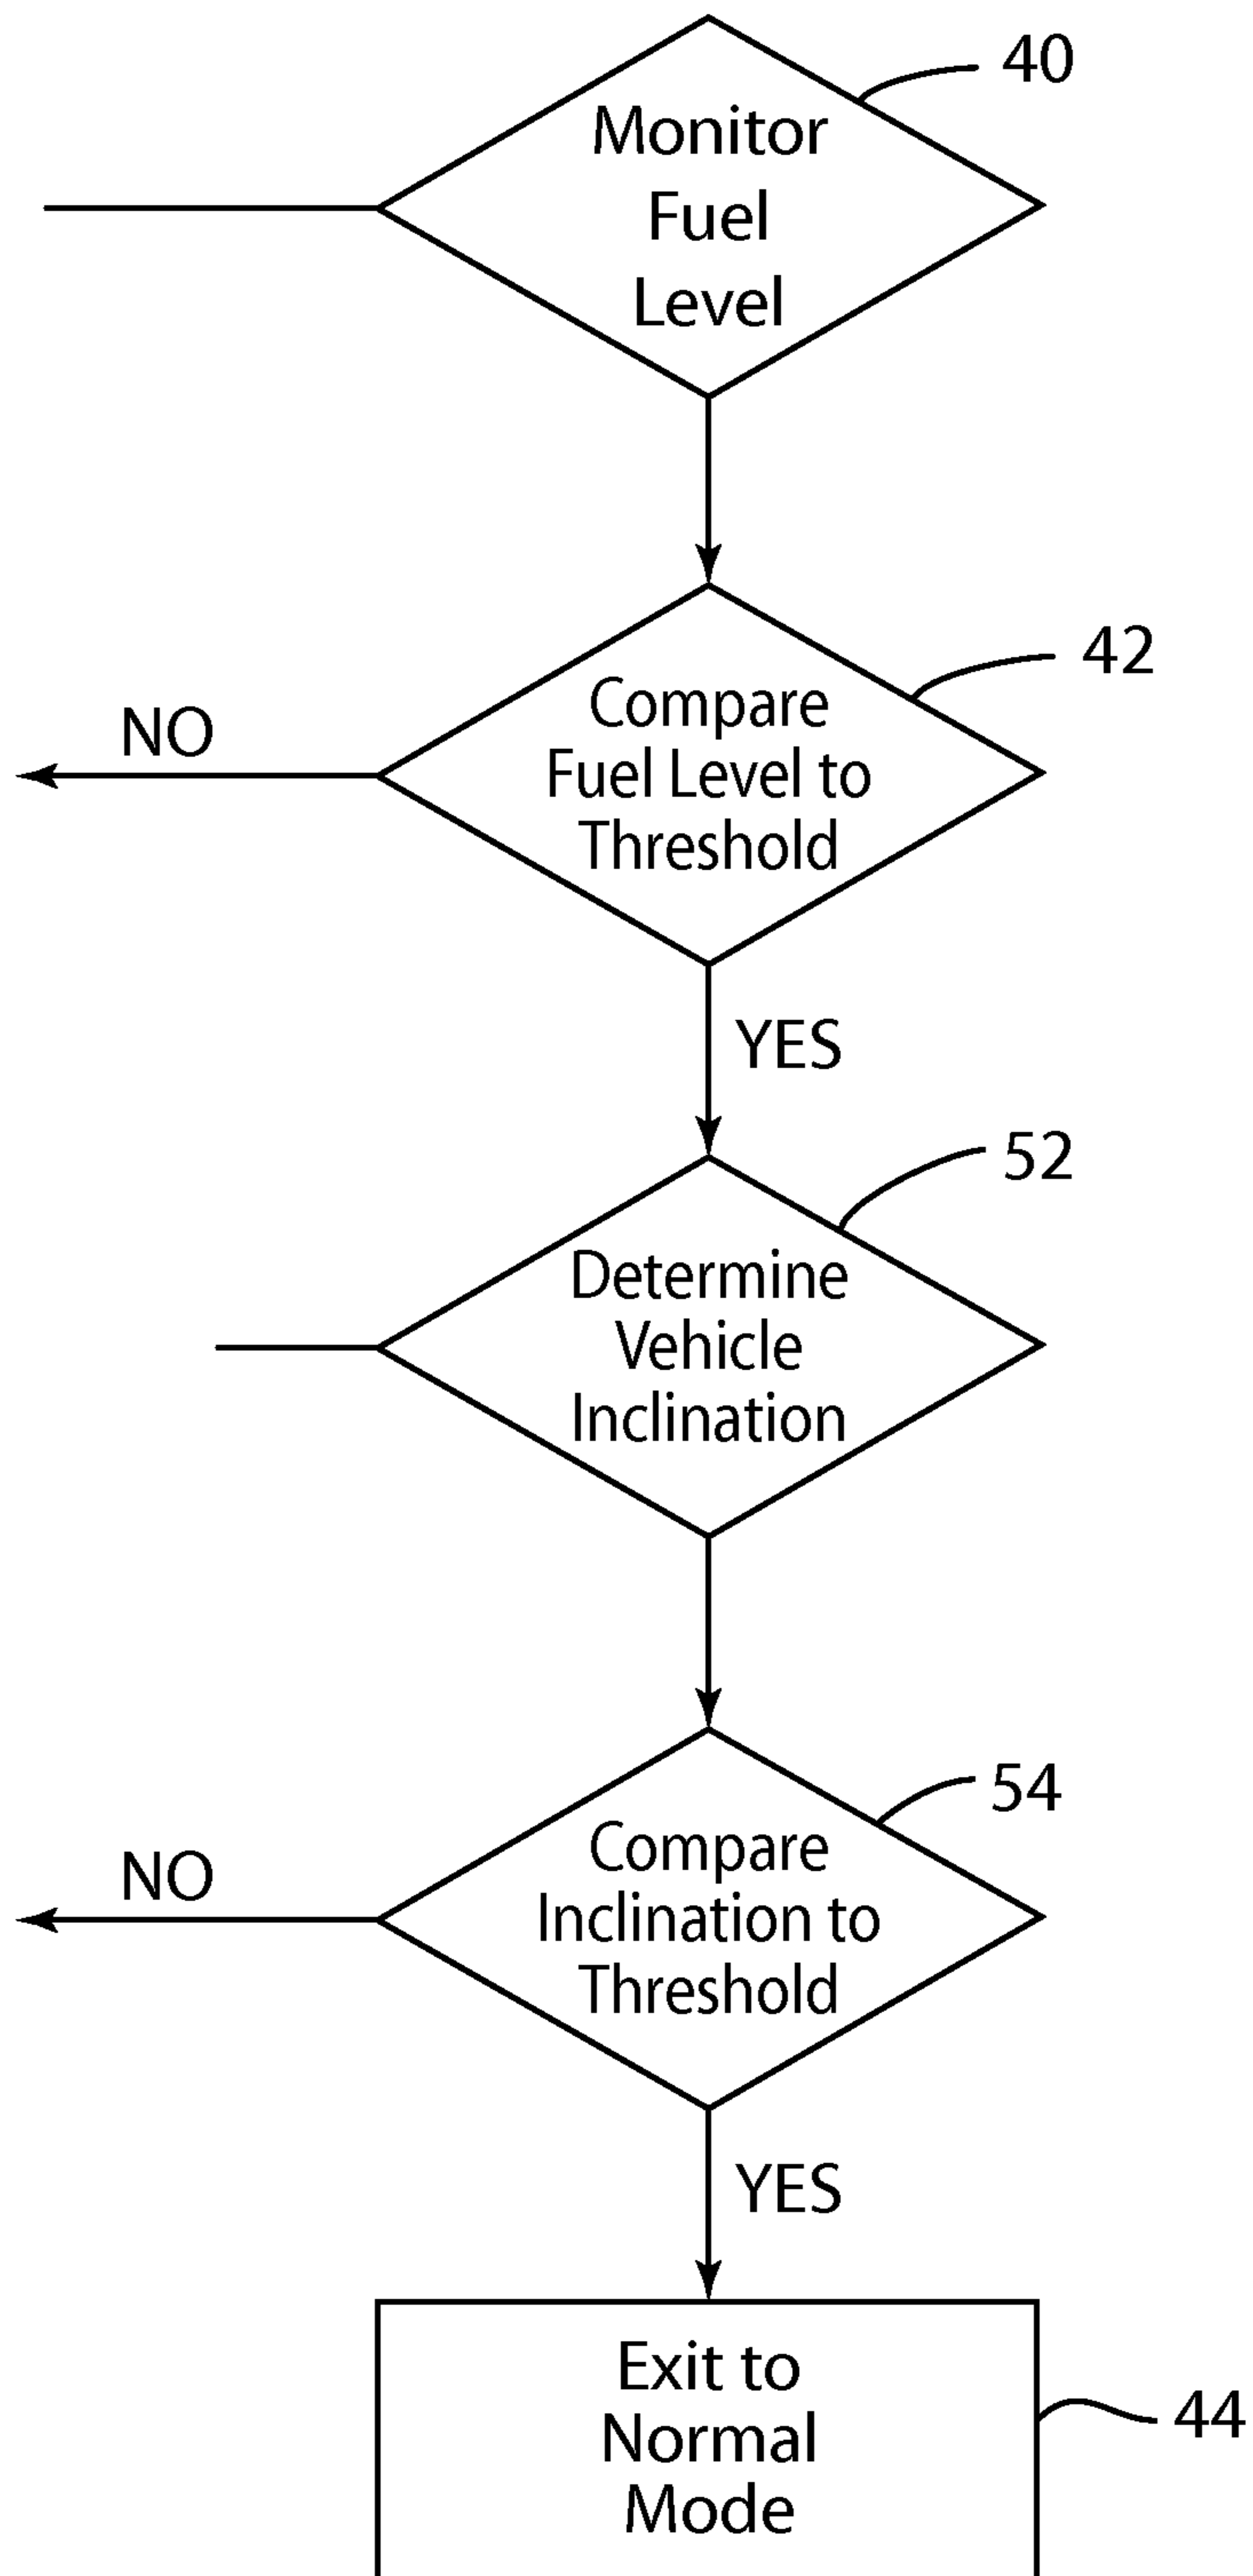 40
Monitor
Fuel
Level
42
NO
Compare
Fuel Level to
Threshold
YES
52
Determine
Vehicle
Inclination
54
NO
Compare
Inclination to
Threshold
YES
Exit to
Normal
Mode
44